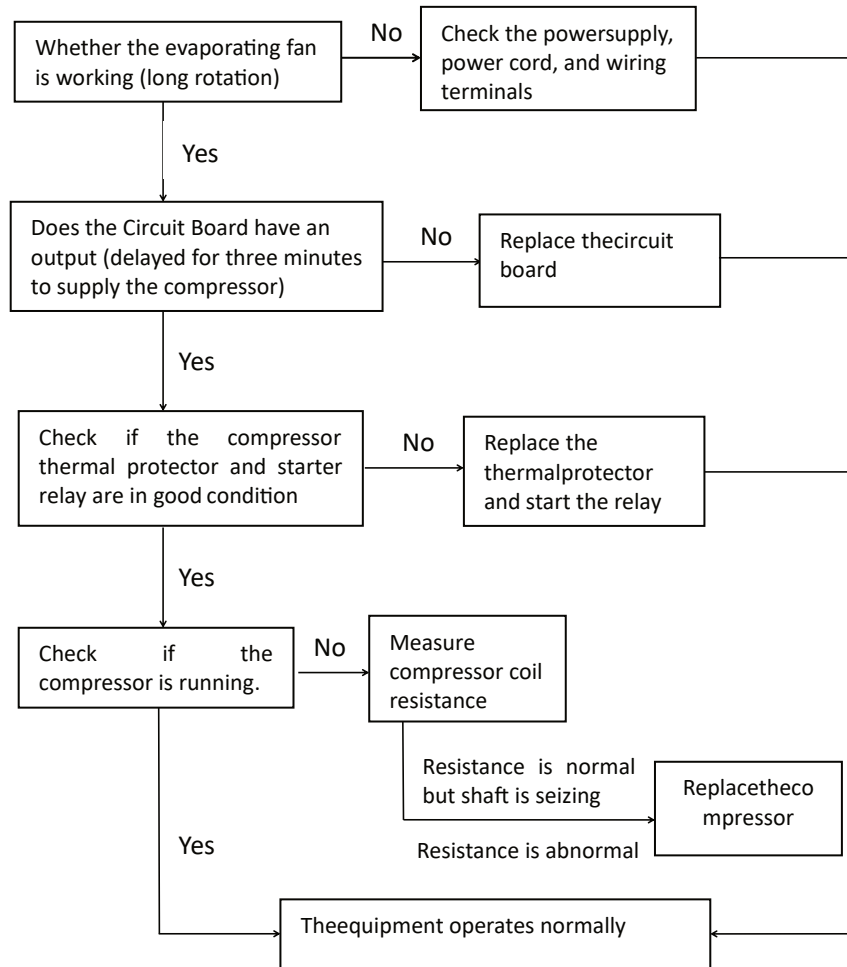 Whether the evaporating fan
is working (long rotation)
No
Check the powersupply,
power cord, and wiring
terminals
Yes
Does the Circuit Board have an
output (delayed for three minutes
to supply the compressor)
No
Replace thecircuit
board
Yes
Check if the compressor
thermal protector and starter
relay are in good condition
No
Replace the
thermalprotector
and start the relay
Yes
Check if the
compressor is running.
No
Measure
compressor coil
resistance
Resistance is normal
but shaft is seizing
Replacetheco
mpressor
Resistance is abnormal
Yes
Theequipment operates normally